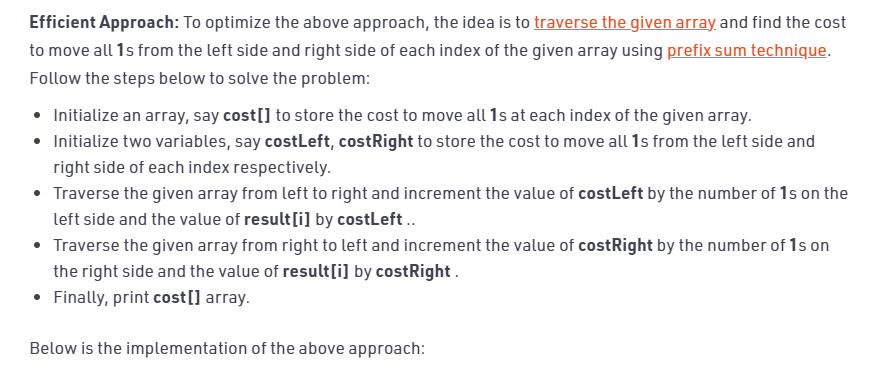 Efficient Approach: To optimize the above approach, the idea is to traverse the given array and find the cost
to move all 1s from the left side and right side of each index of the given array using prefix sum technique.
Follow the steps below to solve the problem:
• Initialize an array, say cost[] to store the cost to move all 1s at each index of the given array.
• Initialize two variables, say costLeft, costRight to store the cost to move all 1s from the left side and
right side of each index respectively.
• Traverse the given array from left to right and increment the value of costLeft by the number of 1s on the
left side and the value of result[i] by costLeft ..
• Traverse the given array from right to left and increment the value of costRight by the number of 1s on
the right side and the value of result[i] by costRight .
• Finally, print cost[] array.
Below is the implementation of the above approach: